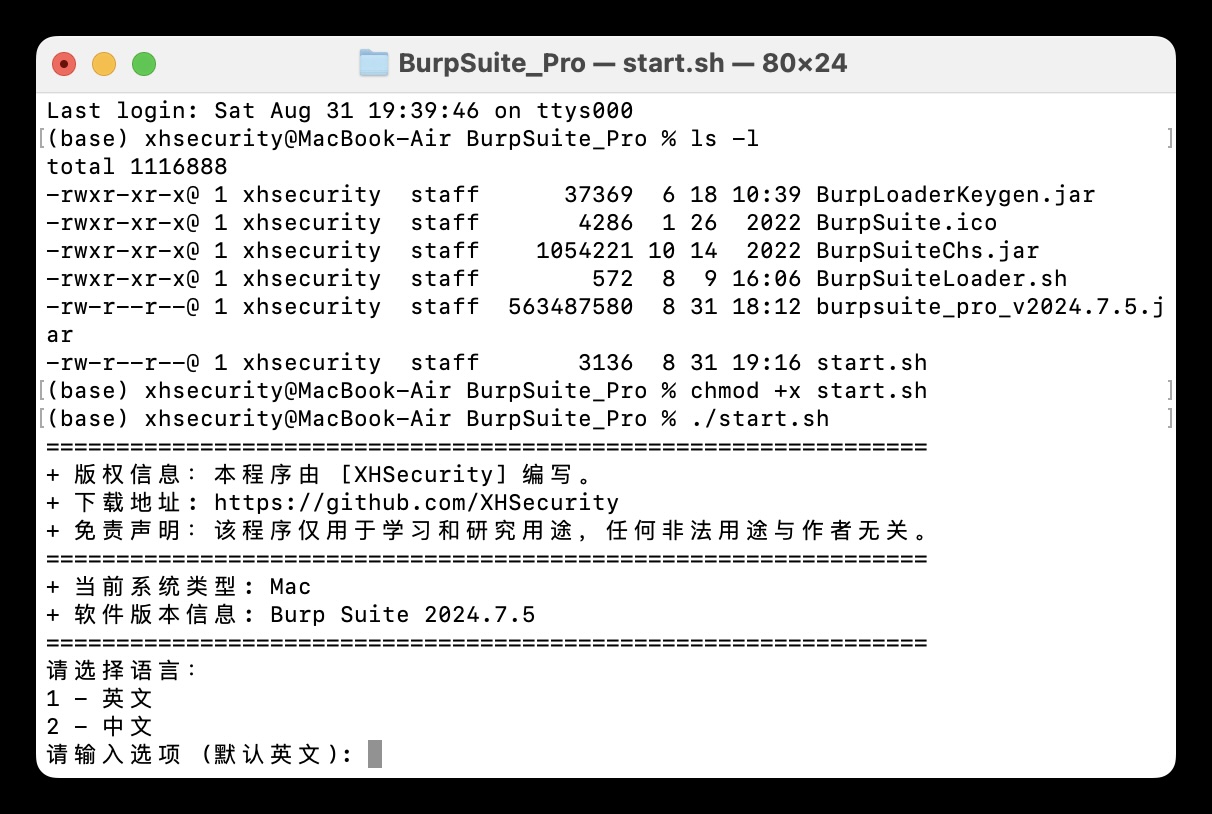 BurpSuite_Pro — start.sh — 80×24
Last login: Sat Aug 31 19:39:46 on ttys000
[(base) xhsecurity@MacBook-Air BurpSuite_Pro % ls -l ]
total 1116888
-rwxr-xr-x@ 1 xhsecurity  staff      37369  6 18 10:39 BurpLoaderKeygen.jar
-rwxr-xr-x@ 1 xhsecurity  staff       4286  1 26  2022 BurpSuite.ico
-rwxr-xr-x@ 1 xhsecurity  staff    1054221 10 14  2022 BurpSuiteChs.jar
-rwxr-xr-x@ 1 xhsecurity  staff        572  8  9 16:06 BurpSuiteLoader.sh
-rw-r--r--@ 1 xhsecurity  staff  563487580  8 31 18:12 burpsuite_pro_v2024.7.5.j
ar
-rw-r--r--@ 1 xhsecurity  staff       3136  8 31 19:16 start.sh
[(base) xhsecurity@MacBook-Air BurpSuite_Pro % chmod +x start.sh ]
[(base) xhsecurity@MacBook-Air BurpSuite_Pro % ./start.sh ]
===============================================================
+ 版权信息: 本程序由 [XHSecurity] 编写。
+ 下载地址: https://github.com/XHSecurity
+ 免责声明: 该程序仅用于学习和研究用途, 任何非法用途与作者无关。
===============================================================
+ 当前系统类型: Mac
+ 软件版本信息: Burp Suite 2024.7.5
===============================================================
请选择语言:
1 - 英文
2 - 中文
请输入选项 (默认英文):